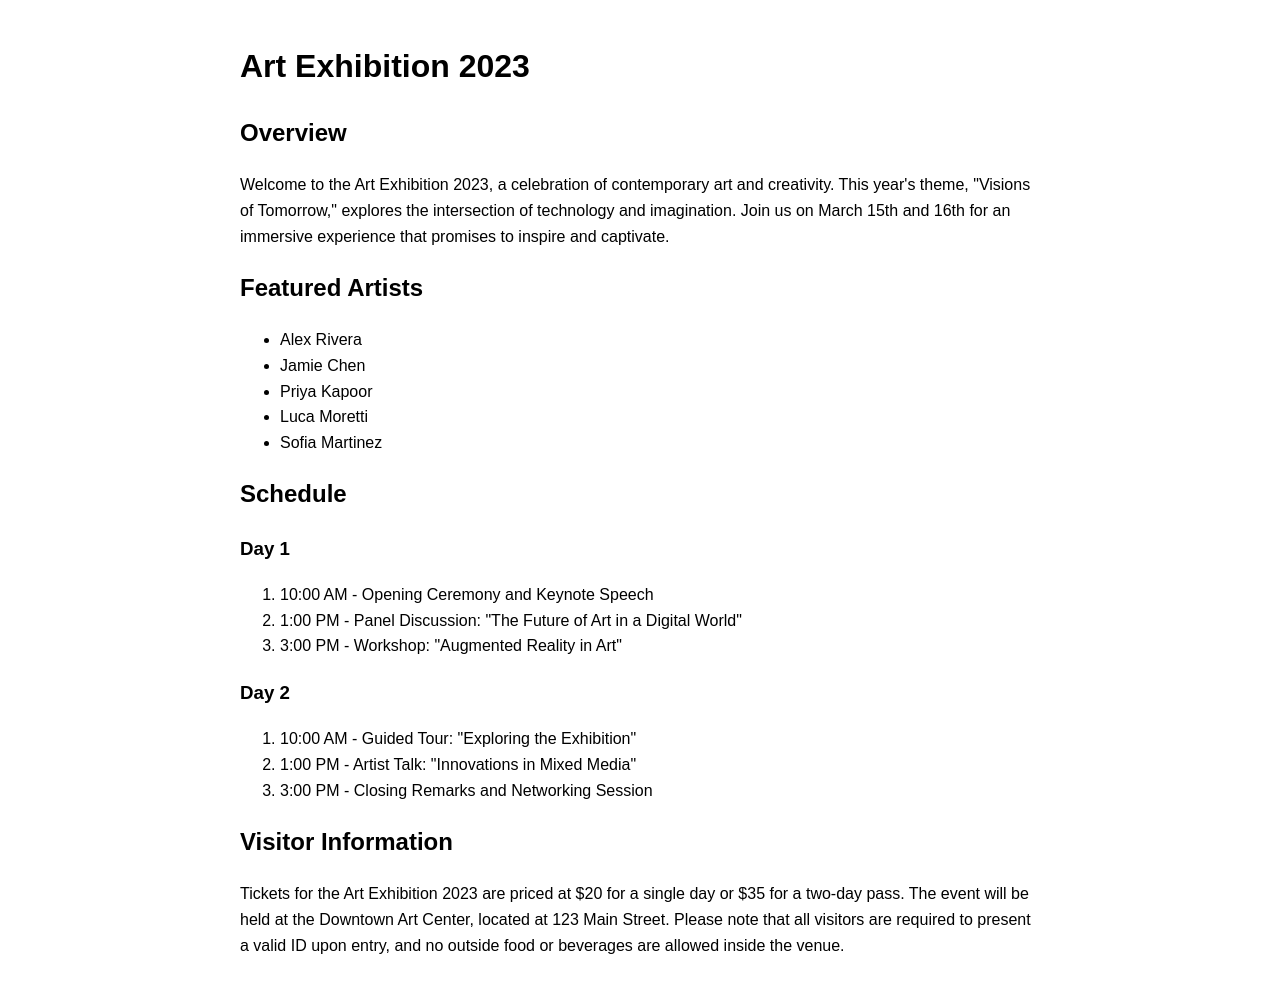 Art Exhibition 2023
Overview
Welcome to the Art Exhibition 2023, a celebration of contemporary art and creativity. This year's theme, "Visions
of Tomorrow," explores the intersection of technology and imagination. Join us on March 15th and 16th for an
immersive experience that promises to inspire and captivate.
Featured Artists
• Alex Rivera
• Jamie Chen
• Priya Kapoor
• Luca Moretti
• Sofia Martinez
Schedule
Day 1
1. 10:00 AM - Opening Ceremony and Keynote Speech
2. 1:00 PM - Panel Discussion: "The Future of Art in a Digital World"
3. 3:00 PM - Workshop: "Augmented Reality in Art"
Day 2
1. 10:00 AM - Guided Tour: "Exploring the Exhibition"
2. 1:00 PM - Artist Talk: "Innovations in Mixed Media"
3. 3:00 PM - Closing Remarks and Networking Session
Visitor Information
Tickets for the Art Exhibition 2023 are priced at $20 for a single day or $35 for a two-day pass. The event will be
held at the Downtown Art Center, located at 123 Main Street. Please note that all visitors are required to present
a valid ID upon entry, and no outside food or beverages are allowed inside the venue.